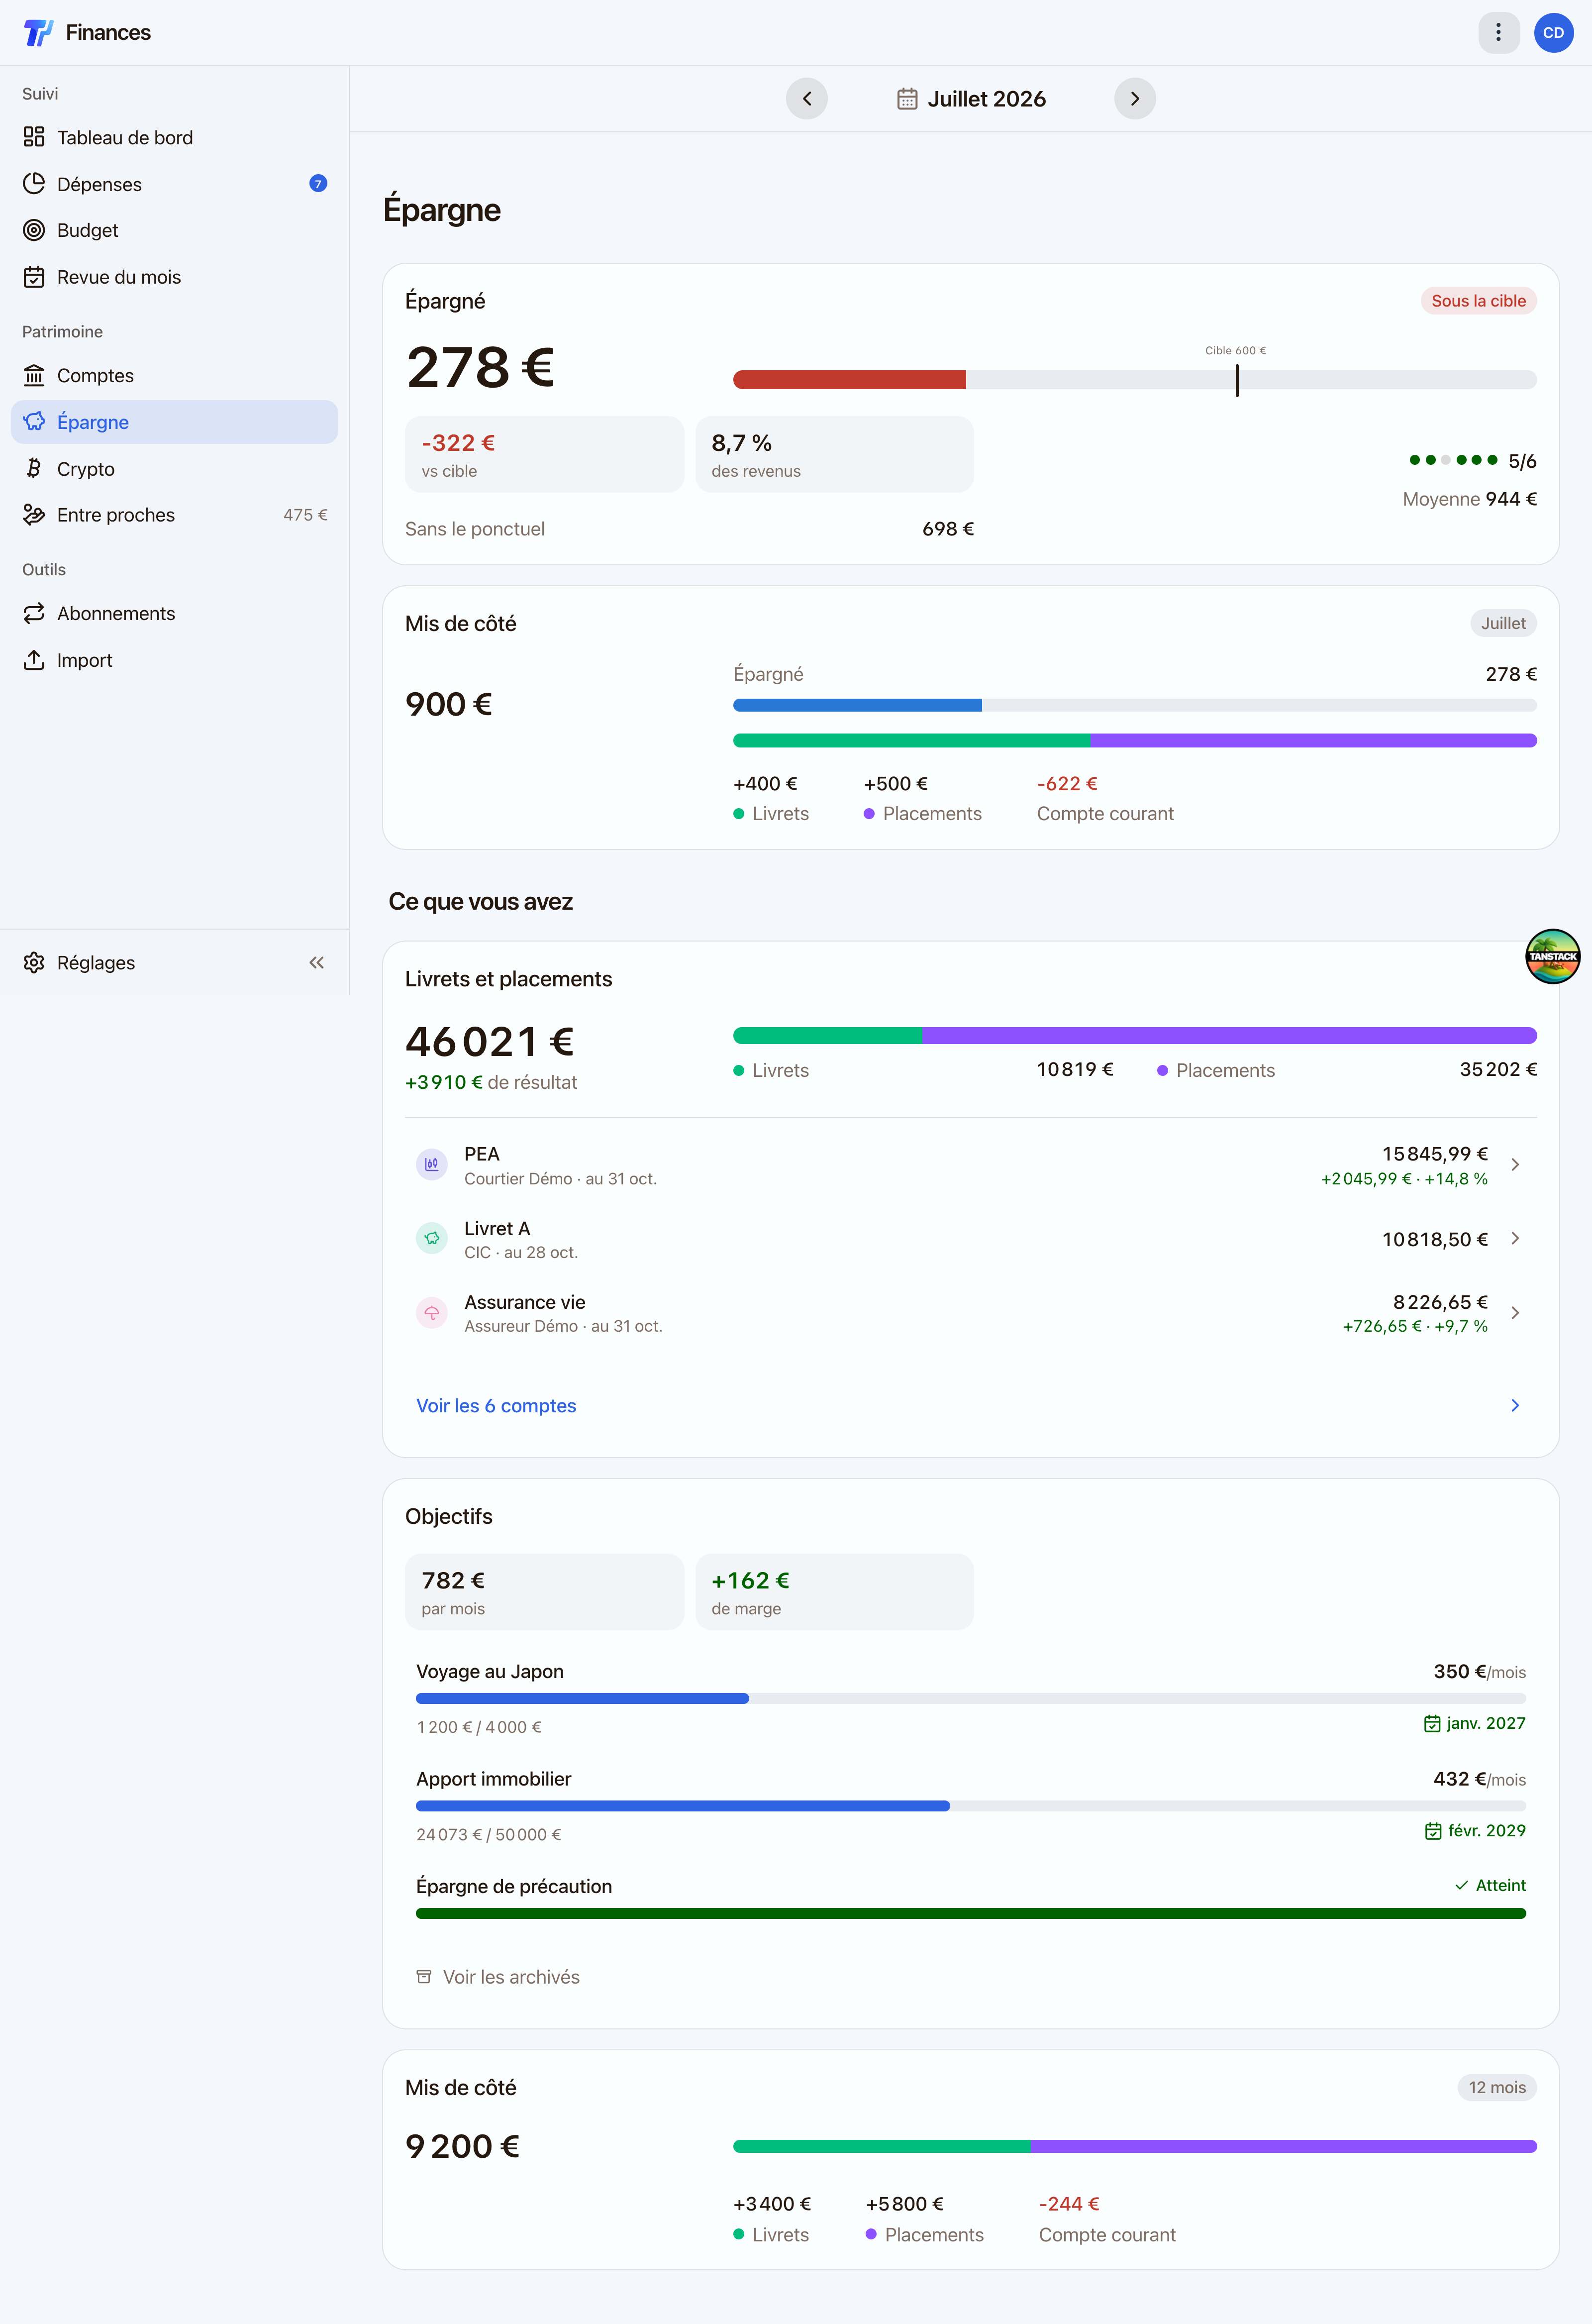 Finances
CD
Suivi
Tableau de bord
Dépenses
7
Budget
Revue du mois
Patrimoine
Comptes
Épargne
Crypto
Entre proches
475 €
Outils
Abonnements
Import
Réglages
Juillet 2026
Épargne
Épargné
Sous la cible
278 €
Cible 600 €
-322 €
vs cible
8,7 %
des revenus
5/6
Moyenne 944 €
Sans le ponctuel
698 €
Mis de côté
Juillet
900 €
Épargné
278 €
+400 €
Livrets
+500 €
Placements
-622 €
Compte courant
Ce que vous avez
TANSTACK
Livrets et placements
46 021 €
+3 910 € de résultat
Livrets
10 819 €
Placements
35 202 €
PEA
15 845,99 €
Courtier Démo · au 31 oct.
+2 045,99 € · +14,8 %
Livret A
10 818,50 €
CIC · au 28 oct.
Assurance vie
8 226,65 €
Assureur Démo · au 31 oct.
+726,65 € · +9,7 %
Voir les 6 comptes
Objectifs
782 €
par mois
+162 €
de marge
Voyage au Japon
350 €/mois
1 200 € / 4 000 €
janv. 2027
Apport immobilier
432 €/mois
24 073 € / 50 000 €
févr. 2029
Épargne de précaution
Atteint
Voir les archivés
Mis de côté
12 mois
9 200 €
+3 400 €
Livrets
+5 800 €
Placements
-244 €
Compte courant